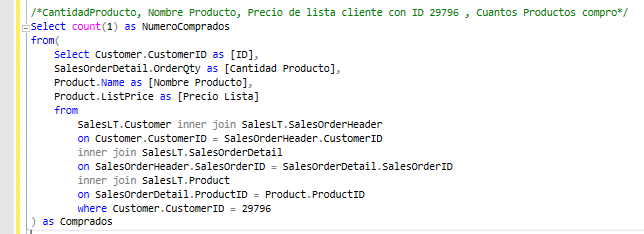 /*CantidadProducto, Nombre Producto, Precio de lista cliente con ID 29796 , Cuantos Productos compro*/
Select count(1) as NumeroComprados
from(
Select Customer.CustomerID as [ID],
SalesOrderDetail.OrderQty as [Cantidad Producto],
Product.Name as [Nombre Producto],
Product.ListPrice as [Precio Lista]
from
SalesLT.Customer inner join SalesLT.SalesOrderHeader
on Customer.CustomerID = SalesOrderHeader.CustomerID
inner join SalesLT.SalesOrderDetail
on SalesOrderHeader.SalesOrderID = SalesOrderDetail.SalesOrderID
inner join SalesLT.Product
on SalesOrderDetail.ProductID = Product.ProductID
where Customer.CustomerID = 29796
) as Comprados